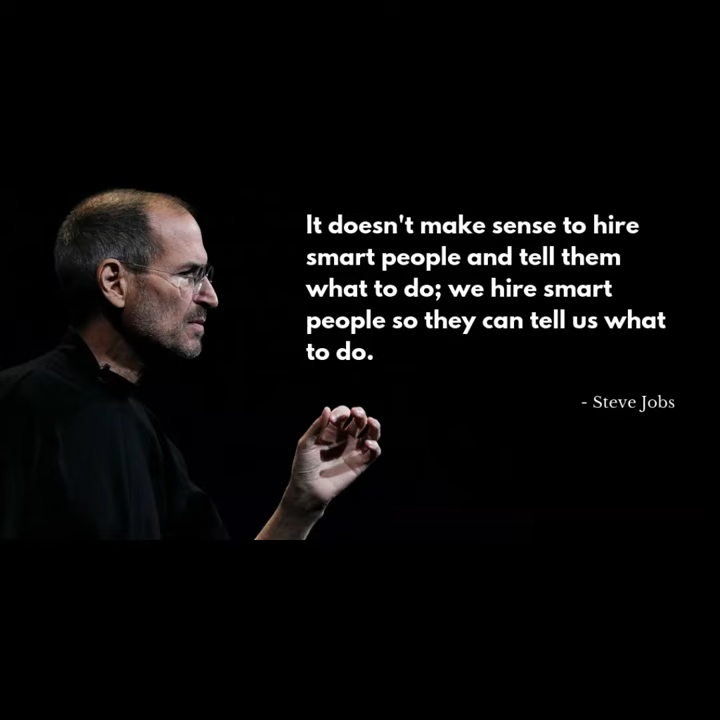 It doesn't make sense to hire
smart people and tell them
what to do; we hire smart
people so they can tell us what
to do.
- Steve Jobs